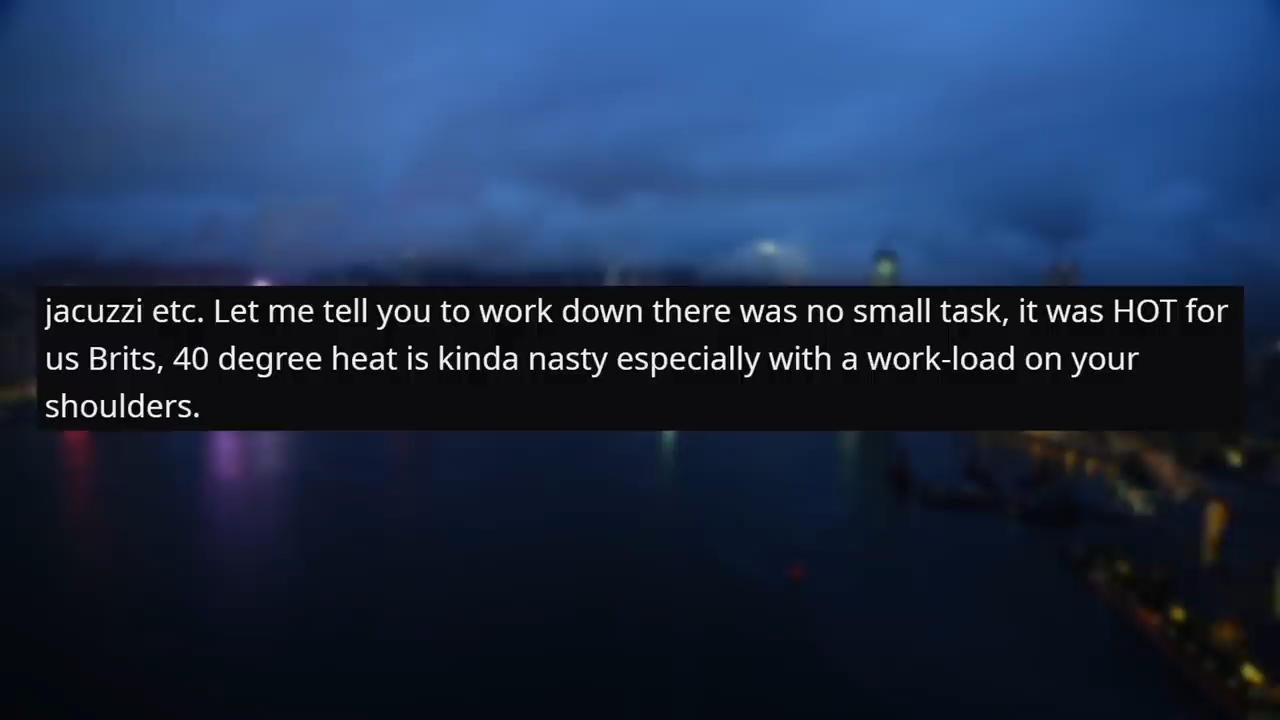 jacuzzi etc. Let me tell you to work down there was no small task, it was HOT for
us Brits, 40 degree heat is kinda nasty especially with a work-load on your
shoulders.